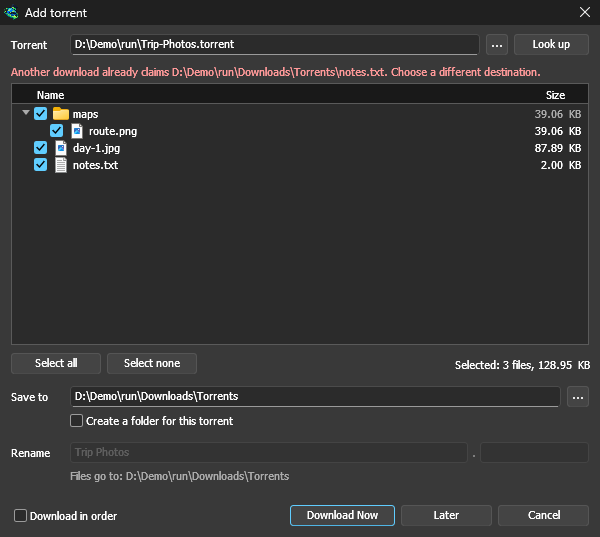 Add torrent
Torrent D:\Demo\run\Trip-Photos.torrent ... Look up
Another download already claims D:\Demo\run\Downloads\Torrents\notes.txt. Choose a different destination.
Name Size
maps 39.06 KB
route.png 39.06 KB
day-1.jpg 87.89 KB
notes.txt 2.00 KB
Select all Select none Selected: 3 files, 128.95 KB
Save to D:\Demo\run\Downloads\Torrents ...
Create a folder for this torrent
Rename Trip Photos .
Files go to: D:\Demo\run\Downloads\Torrents
Download in order Download Now Later Cancel